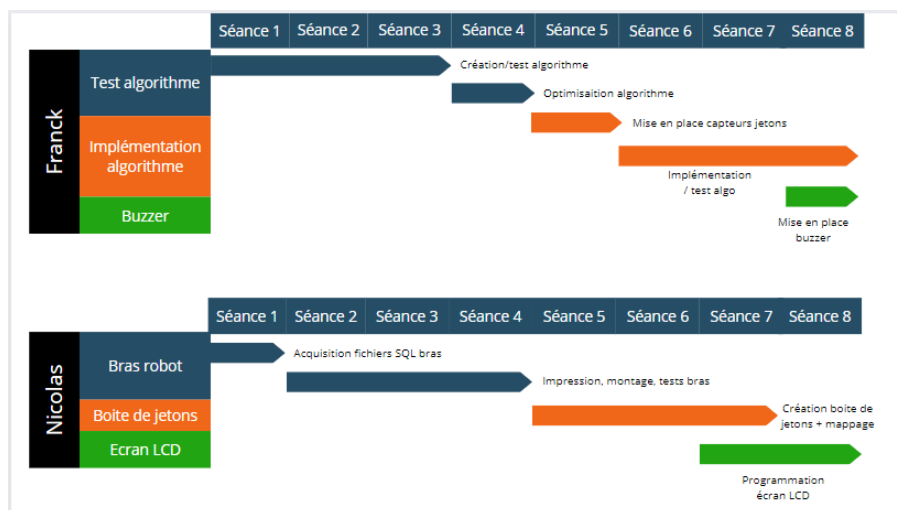 Séance 1 Séance 2 Séance 3 Séance 4 Séance 5 Séance 6 Séance 7 Séance 8
Franck
Test algorithme
Création/test algorithme
Optimisaition algorithme
Implémentation
algorithme
Mise en place capteurs jetons
Implémentation
/ test algo
Buzzer
Mise en place
buzzer
Séance 1 Séance 2 Séance 3 Séance 4 Séance 5 Séance 6 Séance 7 Séance 8
Nicolas
Bras robot
Acquisition fichiers SQL bras
Impression, montage, tests bras
Boite de jetons
Création boite de
jetons + mappage
Ecran LCD
Programmation
écran LCD